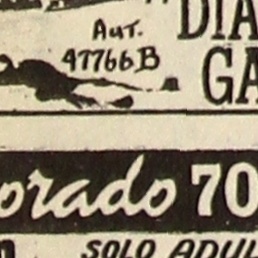 DIA
Aut.
47766B
GA
orado 70
SOLO ADUL